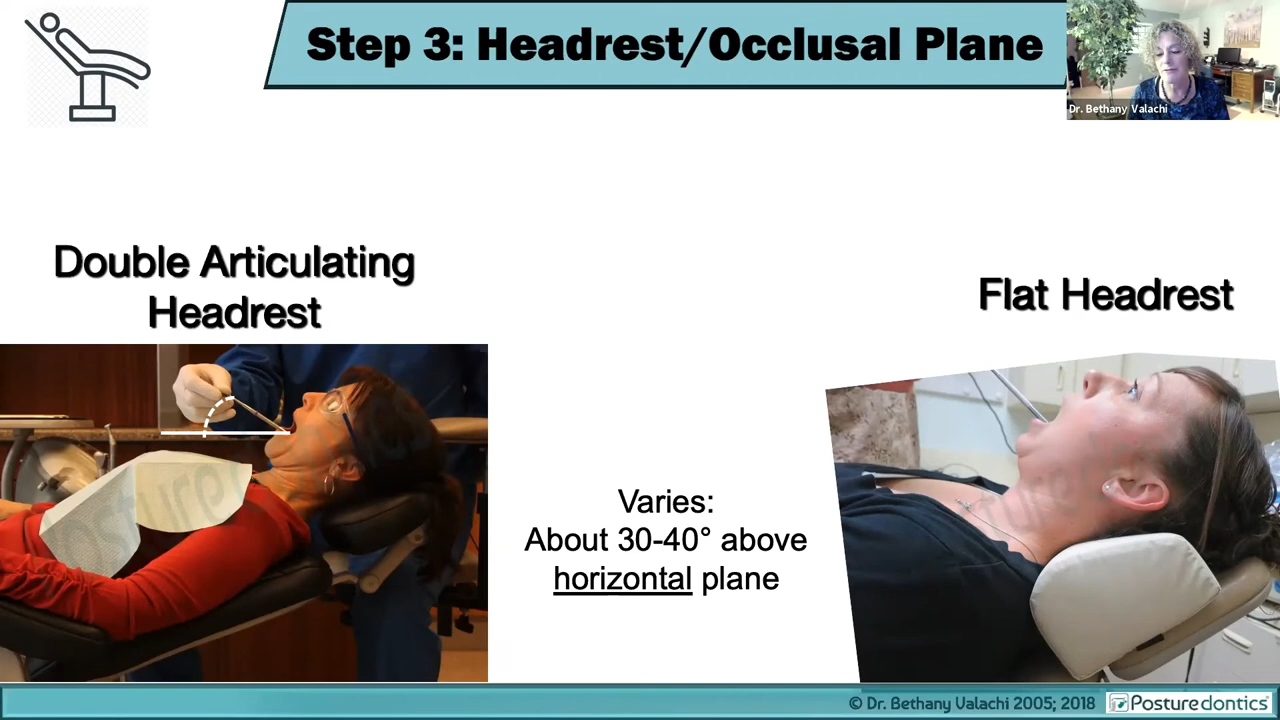 Step 3: Headrest/Occlusal Plane
Dr. Bethany Valachi
Double Articulating
Headrest
Flat Headrest
Varies:
About 30-40° above
horizontal plane
© Dr. Bethany Valachi 2005; 2018
Posturedontics®